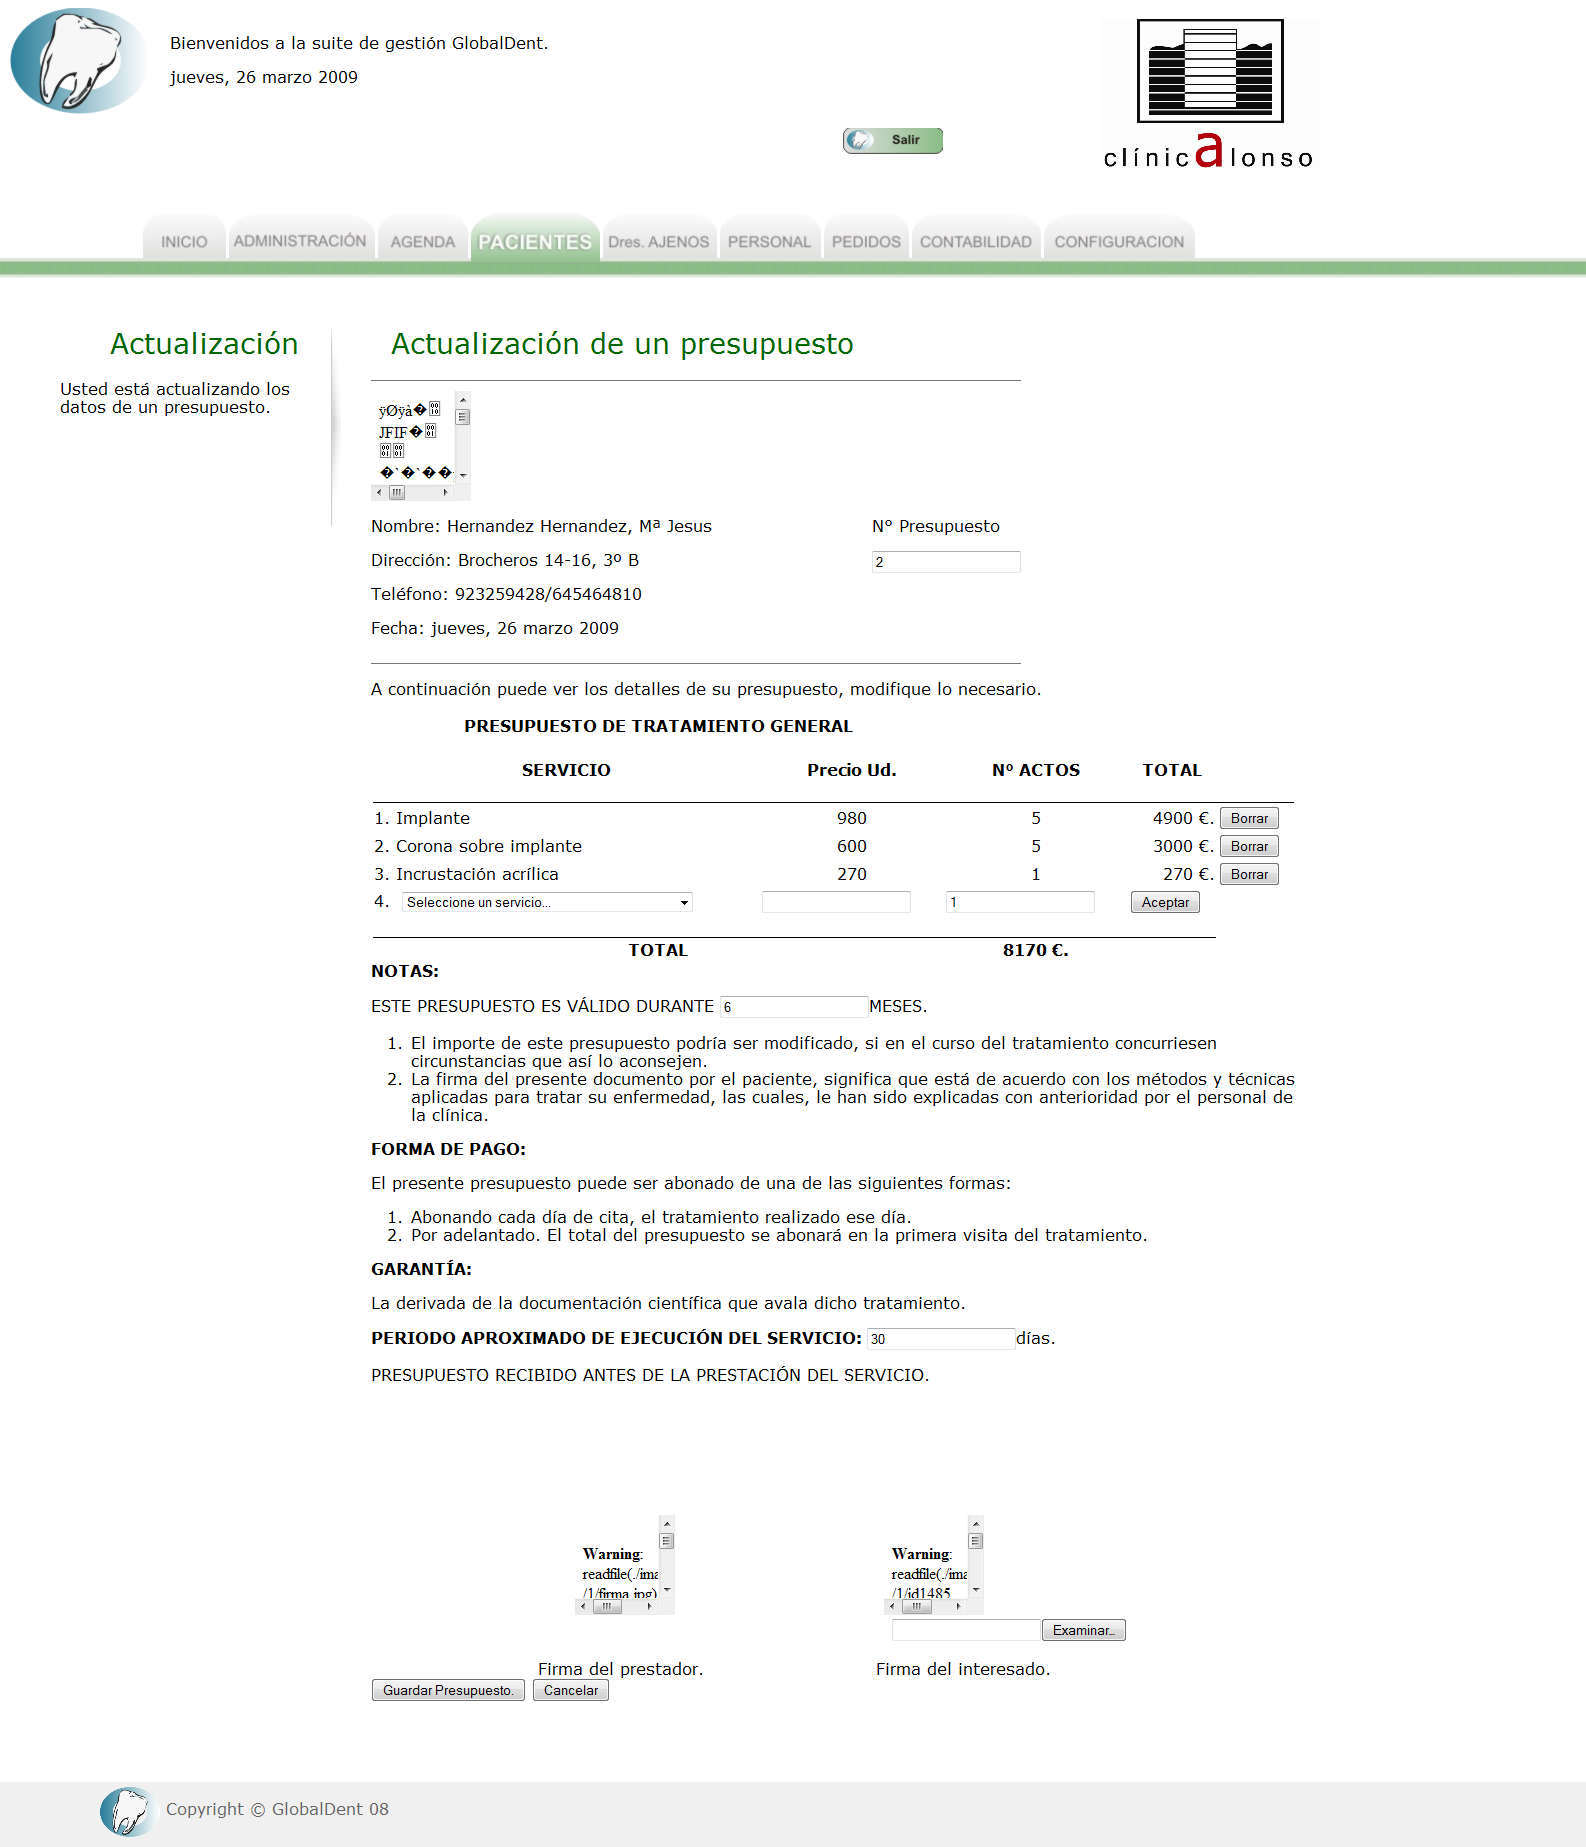 Bienvenidos a la suite de gestión GlobalDent.
jueves, 26 marzo 2009
Salir
clínicAlonso
INICIO ADMINISTRACIÓN AGENDA PACIENTES Dres. AJENOS PERSONAL PEDIDOS CONTABILIDAD CONFIGURACION
Actualización
Usted está actualizando los
datos de un presupuesto.
Actualización de un presupuesto
ÿØÿà
JFIF
Nombre: Hernandez Hernandez, Mª Jesus
N° Presupuesto
Dirección: Brocheros 14-16, 3º B
2
Teléfono: 923259428/645464810
Fecha: jueves, 26 marzo 2009
A continuación puede ver los detalles de su presupuesto, modifique lo necesario.
PRESUPUESTO DE TRATAMIENTO GENERAL
SERVICIO Precio Ud. Nº ACTOS TOTAL
1. Implante 980 5 4900 €. Borrar
2. Corona sobre implante 600 5 3000 €. Borrar
3. Incrustación acrílica 270 1 270 €. Borrar
4. Seleccione un servicio... 1 Aceptar
TOTAL 8170 €.
NOTAS:
ESTE PRESUPUESTO ES VÁLIDO DURANTE 6 MESES.
1. El importe de este presupuesto podría ser modificado, si en el curso del tratamiento concurriesen
circunstancias que así lo aconsejen.
2. La firma del presente documento por el paciente, significa que está de acuerdo con los métodos y técnicas
aplicadas para tratar su enfermedad, las cuales, le han sido explicadas con anterioridad por el personal de
la clínica.
FORMA DE PAGO:
El presente presupuesto puede ser abonado de una de las siguientes formas:
1. Abonando cada día de cita, el tratamiento realizado ese día.
2. Por adelantado. El total del presupuesto se abonará en la primera visita del tratamiento.
GARANTÍA:
La derivada de la documentación científica que avala dicho tratamiento.
PERIODO APROXIMADO DE EJECUCIÓN DEL SERVICIO: 30 días.
PRESUPUESTO RECIBIDO ANTES DE LA PRESTACIÓN DEL SERVICIO.
Warning:
readfile(./ima
/1/firma.jpg)
Warning:
readfile(./ima
/1/id1485
Examinar...
Firma del prestador. Firma del interesado.
Guardar Presupuesto. Cancelar
Copyright © GlobalDent 08